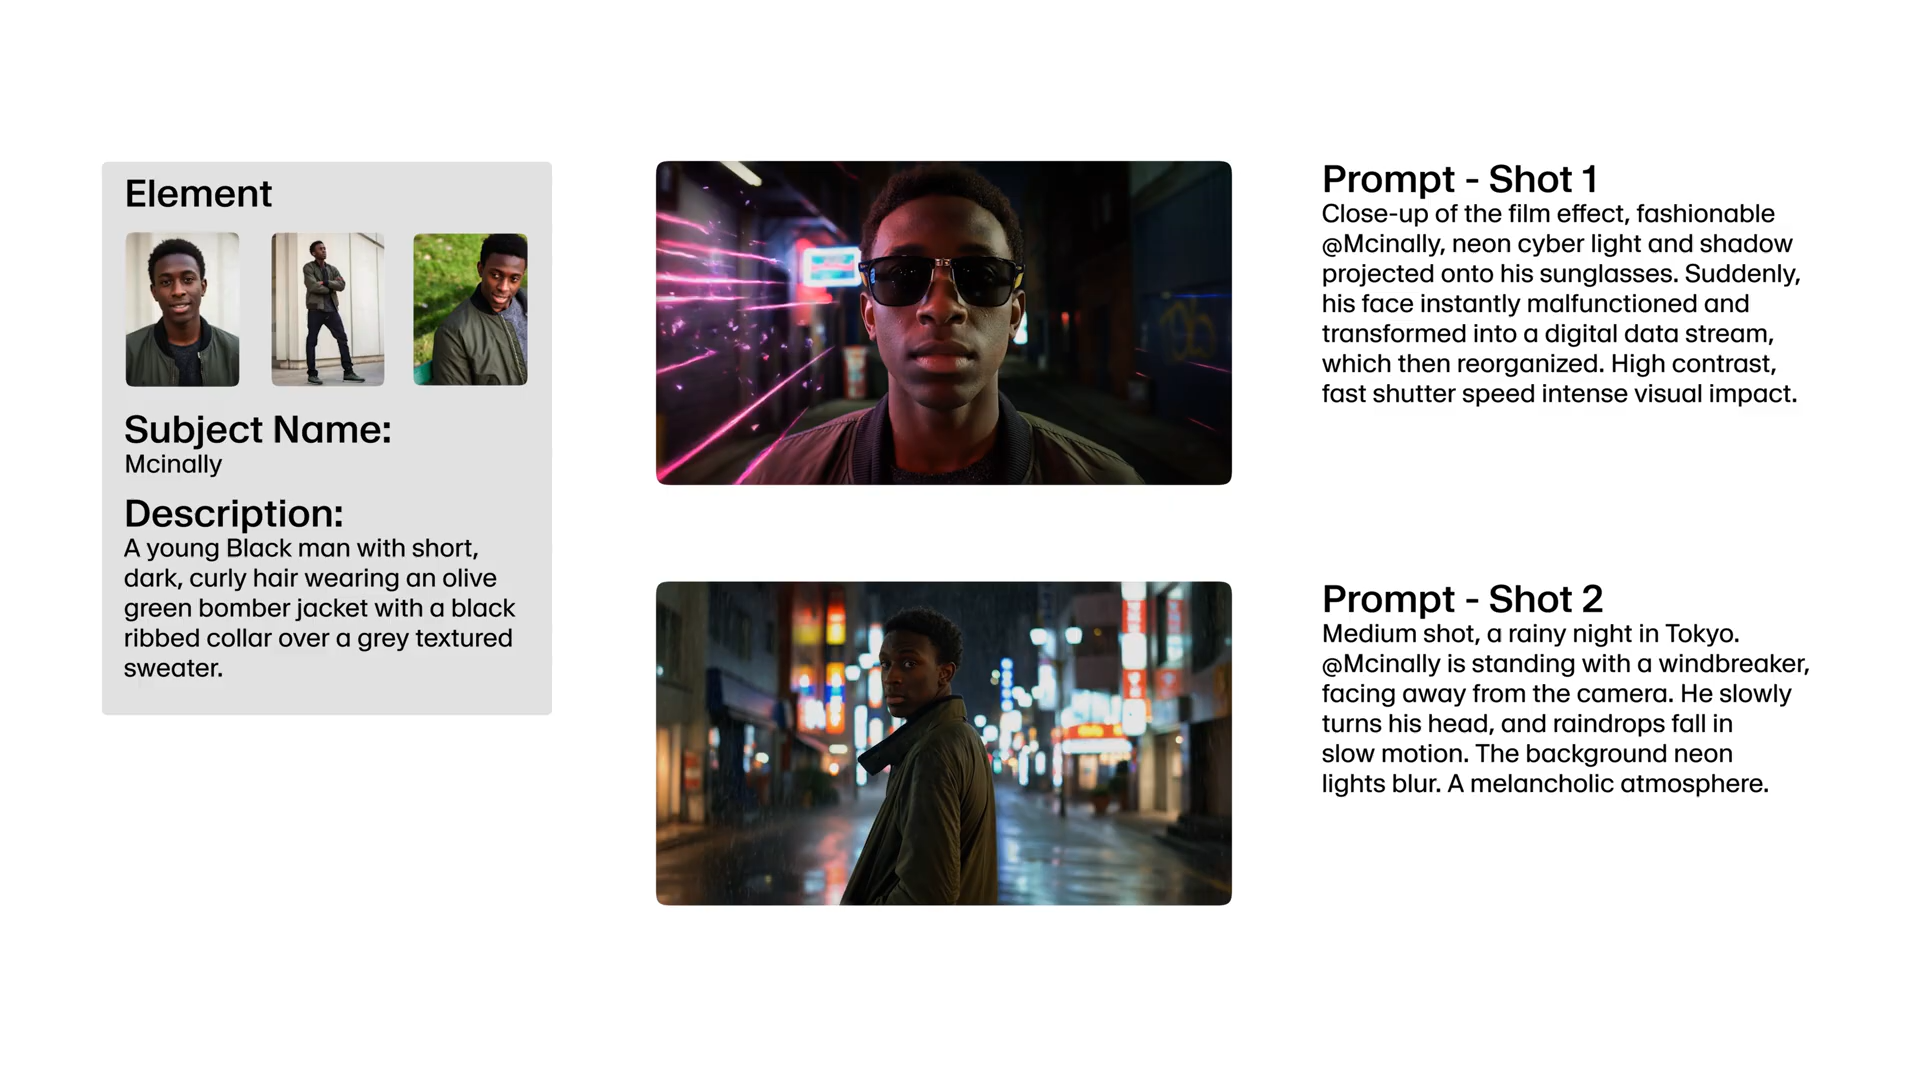 Element
Subject Name:
Mcinally
Description:
A young Black man with short,
dark, curly hair wearing an olive
green bomber jacket with a black
ribbed collar over a grey textured
sweater.
Prompt - Shot 1
Close-up of the film effect, fashionable
@Mcinally, neon cyber light and shadow
projected onto his sunglasses. Suddenly,
his face instantly malfunctioned and
transformed into a digital data stream,
which then reorganized. High contrast,
fast shutter speed intense visual impact.
Prompt - Shot 2
Medium shot, a rainy night in Tokyo.
@Mcinally is standing with a windbreaker,
facing away from the camera. He slowly
turns his head, and raindrops fall in
slow motion. The background neon
lights blur. A melancholic atmosphere.